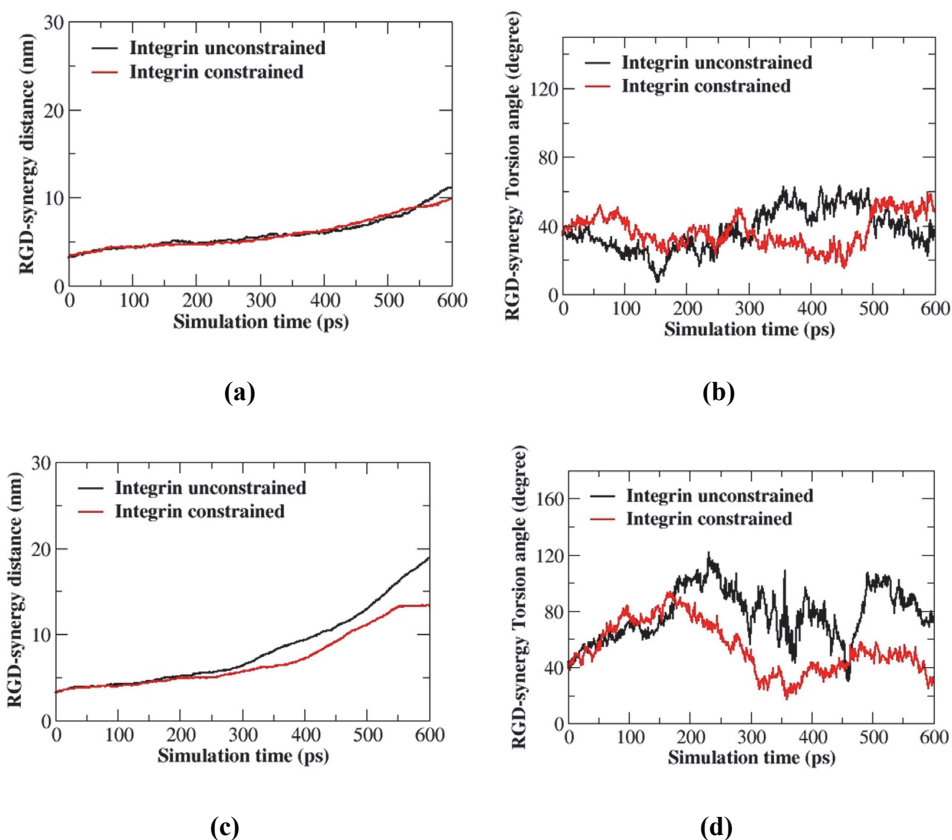 RGD-synergy distance (nm)
30
20
10
0
Integrin unconstrained
Integrin constrained
0 100 200 300 400 500 600
Simulation time (ps)
(a)
RGD-synergy Torsion angle (degree)
120
80
40
0
Integrin unconstrained
Integrin constrained
0 100 200 300 400 500 600
Simulation time (ps)
(b)
RGD-synergy distance (nm)
30
20
10
0
Integrin unconstrained
Integrin constrained
0 100 200 300 400 500 600
Simulation time (ps)
(c)
RGD-synergy Torsion angle (degree)
160
120
80
40
0
Integrin unconstrained
Integrin constrained
0 100 200 300 400 500 600
Simulation time (ps)
(d)